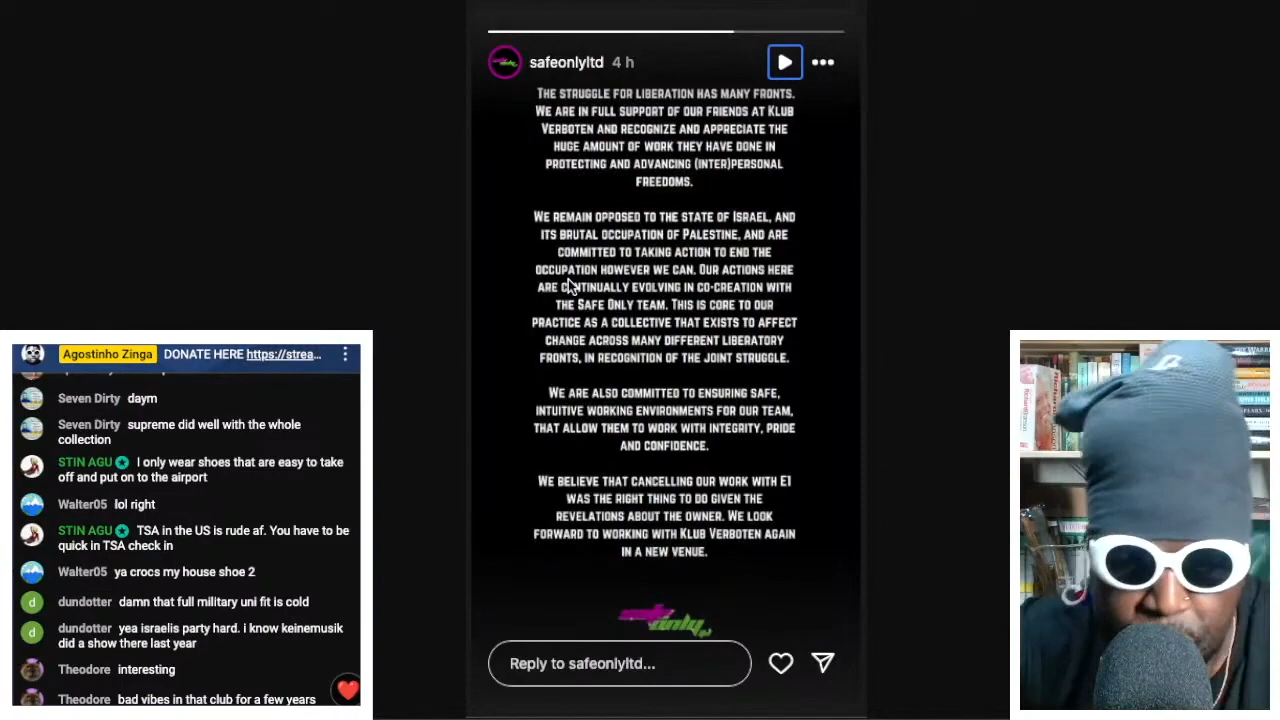 safeonlyltd 4 h
THE STRUGGLE FOR LIBERATION HAS MANY FRONTS.
WE ARE IN FULL SUPPORT OF OUR FRIENDS AT KLUB
VERBOTEN AND RECOGNIZE AND APPRECIATE THE
HUGE AMOUNT OF WORK THEY HAVE DONE IN
PROTECTING AND ADVANCING (INTER)PERSONAL
FREEDOMS.
WE REMAIN OPPOSED TO THE STATE OF ISRAEL, AND
ITS BRUTAL OCCUPATION OF PALESTINE, AND ARE
COMMITTED TO TAKING ACTION TO END THE
OCCUPATION HOWEVER WE CAN. OUR ACTIONS HERE
ARE CONTINUALLY EVOLVING IN CO-CREATION WITH
THE SAFE ONLY TEAM. THIS IS CORE TO OUR
PRACTICE AS A COLLECTIVE THAT EXISTS TO AFFECT
CHANGE ACROSS MANY DIFFERENT LIBERATORY
FRONTS, IN RECOGNITION OF THE JOINT STRUGGLE.
WE ARE ALSO COMMITTED TO ENSURING SAFE,
INTUITIVE WORKING ENVIRONMENTS FOR OUR TEAM,
THAT ALLOW THEM TO WORK WITH INTEGRITY, PRIDE
AND CONFIDENCE.
WE BELIEVE THAT CANCELLING OUR WORK WITH E1
WAS THE RIGHT THING TO DO GIVEN THE
REVELATIONS ABOUT THE OWNER. WE LOOK
FORWARD TO WORKING WITH KLUB VERBOTEN AGAIN
IN A NEW VENUE.
safe
only
Reply to safeonlyltd...
Agostinho Zinga DONATE HERE https://strea...
Seven Dirty daym
Seven Dirty supreme did well with the whole
collection
STIN AGU I only wear shoes that are easy to take
off and put on to the airport
Walter05 lol right
STIN AGU TSA in the US is rude af. You have to be
quick in TSA check in
Walter05 ya crocs my house shoe 2
d dundotter damn that full military uni fit is cold
d dundotter yea israelis party hard. i know keinemusik
did a show there last year
Theodore interesting
Theodore bad vibes in that club for a few years